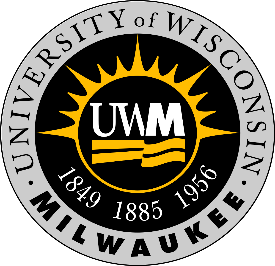 UNIVERSITY of WISCONSIN
UWM
1849 1885 1956
· MILWAUKEE ·